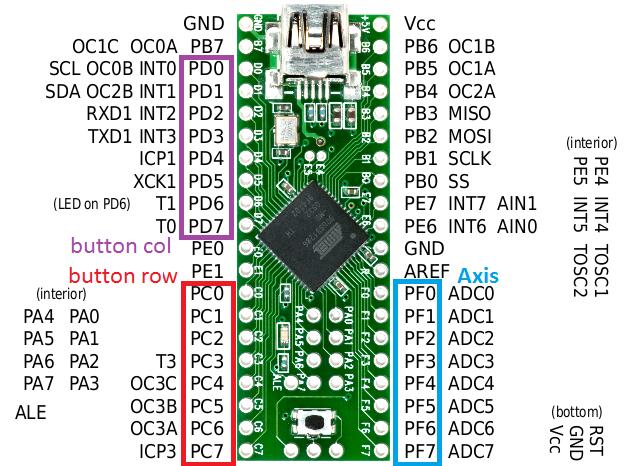 GND Vcc
OC1C OC0A PB7 PB6 OC1B
SCL OC0B INT0 PD0 PB5 OC1A
SDA OC2B INT1 PD1 PB4 OC2A
RXD1 INT2 PD2 PB3 MISO
TXD1 INT3 PD3 PB2 MOSI
ICP1 PD4 PB1 SCLK
XCK1 PD5 PB0 SS
(LED on PD6) T1 PD6 PE7 INT7 AIN1
T0 PD7 PE6 INT6 AIN0
button col PE0 GND
button row PE1 AREF Axis
PC0 PF0 ADC0
PC1 PF1 ADC1
PC2 PF2 ADC2
T3 PC3 PF3 ADC3
OC3C PC4 PF4 ADC4
OC3B PC5 PF5 ADC5
OC3A PC6 PF6 ADC6
ICP3 PC7 PF7 ADC7
(interior)
PA4 PA0
PA5 PA1
PA6 PA2
PA7 PA3
ALE
(interior)
PE4 INT4 TOSC1
PE5 INT5 TOSC2
(bottom)
RST
GND
Vcc
GND
B7
D0
D1
D2
D3
D4
D5
D6
D7
E0
E1
C0
C1
C2
C3
C4
C5
C6
C7
+5V
B6
B5
B4
B3
B2
B1
B0
E7
E6
F0
F1
F2
F3
F4
F5
F6
F7
E5 E4
PA4 PA0
PA5 PA1
PA6 PA2
PA7 PA3
ALE